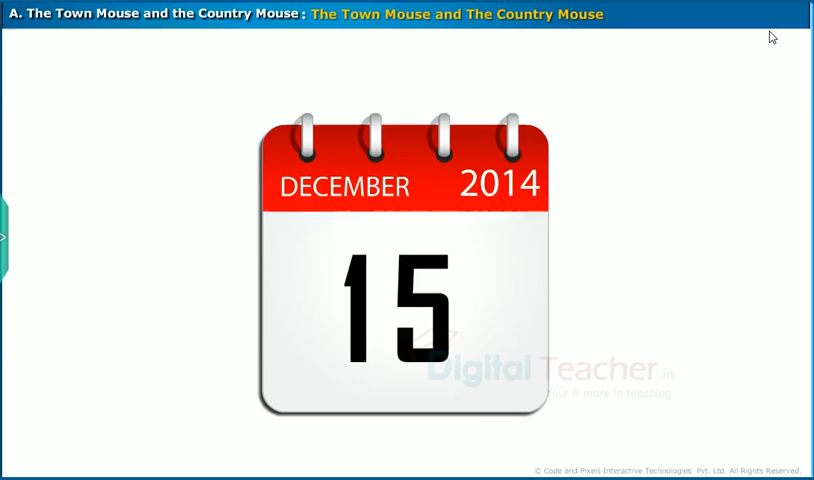 A. The Town Mouse and the Country Mouse : The Town Mouse and The Country Mouse
DECEMBER 2014
15
Digital Teacher.in
Your e-mate in teaching
© Code and Pixels Interactive Technologies Pvt. Ltd. All Rights Reserved.